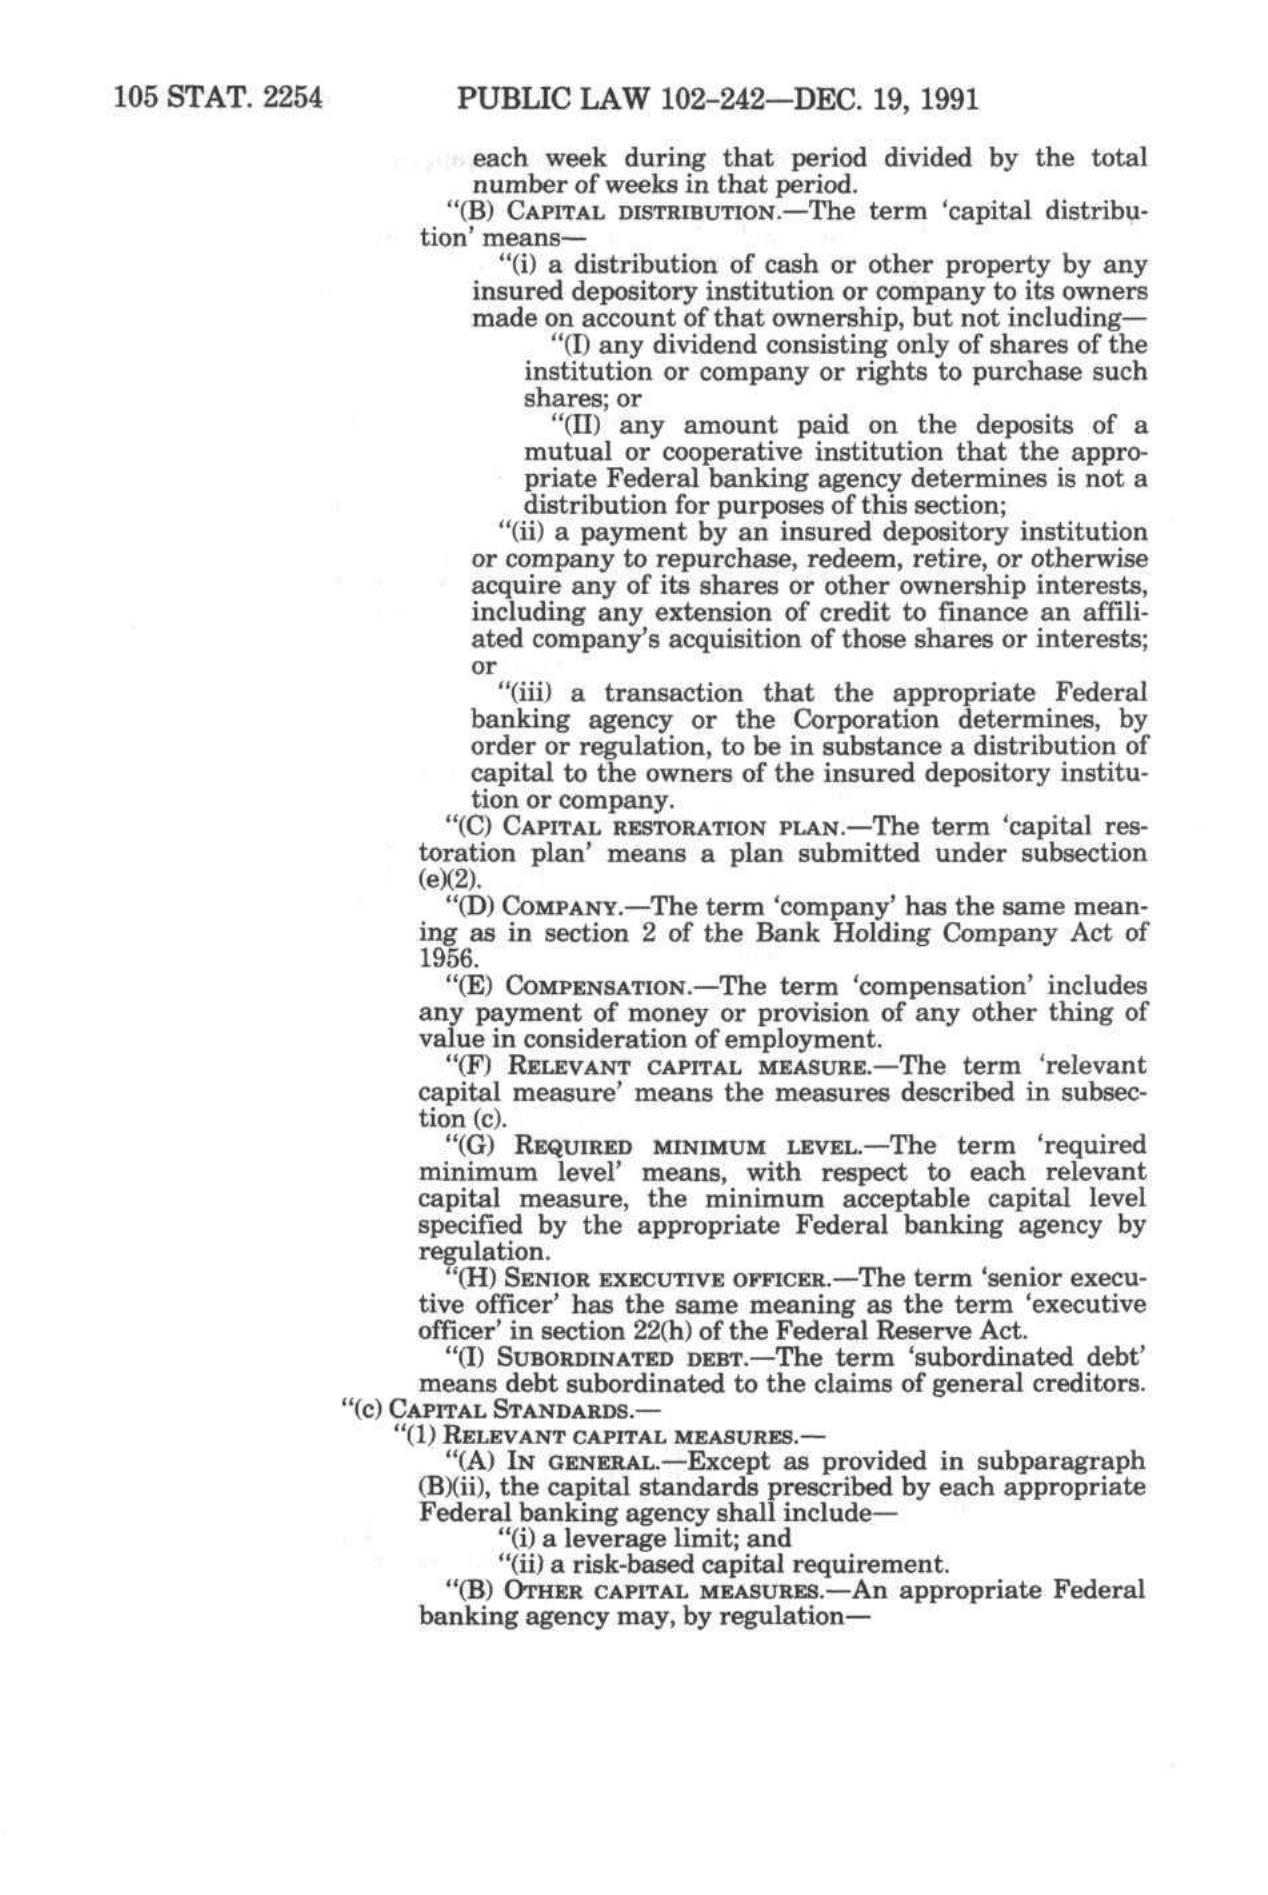 105 STAT. 2254 PUBLIC LAW 102-242—DEC. 19, 1991
each week during that period divided by the total
number of weeks in that period.
“(B) CAPITAL DISTRIBUTION.—The term ‘capital distribu-
tion’ means—
“(i) a distribution of cash or other property by any
insured depository institution or company to its owners
made on account of that ownership, but not including—
“(I) any dividend consisting only of shares of the
institution or company or rights to purchase such
shares; or
“(II) any amount paid on the deposits of a
mutual or cooperative institution that the appro-
priate Federal banking agency determines is not a
distribution for purposes of this section;
“(ii) a payment by an insured depository institution
or company to repurchase, redeem, retire, or otherwise
acquire any of its shares or other ownership interests,
including any extension of credit to finance an affili-
ated company’s acquisition of those shares or interests;
or
“(iii) a transaction that the appropriate Federal
banking agency or the Corporation determines, by
order or regulation, to be in substance a distribution of
capital to the owners of the insured depository institu-
tion or company.
“(C) CAPITAL RESTORATION PLAN.—The term ‘capital res-
toration plan’ means a plan submitted under subsection
(e)(2).
“(D) COMPANY.—The term ‘company’ has the same mean-
ing as in section 2 of the Bank Holding Company Act of
1956.
“(E) COMPENSATION.—The term ‘compensation’ includes
any payment of money or provision of any other thing of
value in consideration of employment.
“(F) RELEVANT CAPITAL MEASURE.—The term ‘relevant
capital measure’ means the measures described in subsec-
tion (c).
“(G) REQUIRED MINIMUM LEVEL.—The term ‘required
minimum level’ means, with respect to each relevant
capital measure, the minimum acceptable capital level
specified by the appropriate Federal banking agency by
regulation.
“(H) SENIOR EXECUTIVE OFFICER.—The term ‘senior execu-
tive officer’ has the same meaning as the term ‘executive
officer’ in section 22(h) of the Federal Reserve Act.
“(I) SUBORDINATED DEBT.—The term ‘subordinated debt’
means debt subordinated to the claims of general creditors.
“(c) CAPITAL STANDARDS.—
“(1) RELEVANT CAPITAL MEASURES.—
“(A) IN GENERAL.—Except as provided in subparagraph
(B)(ii), the capital standards prescribed by each appropriate
Federal banking agency shall include—
“(i) a leverage limit; and
“(ii) a risk-based capital requirement.
“(B) OTHER CAPITAL MEASURES.—An appropriate Federal
banking agency may, by regulation—